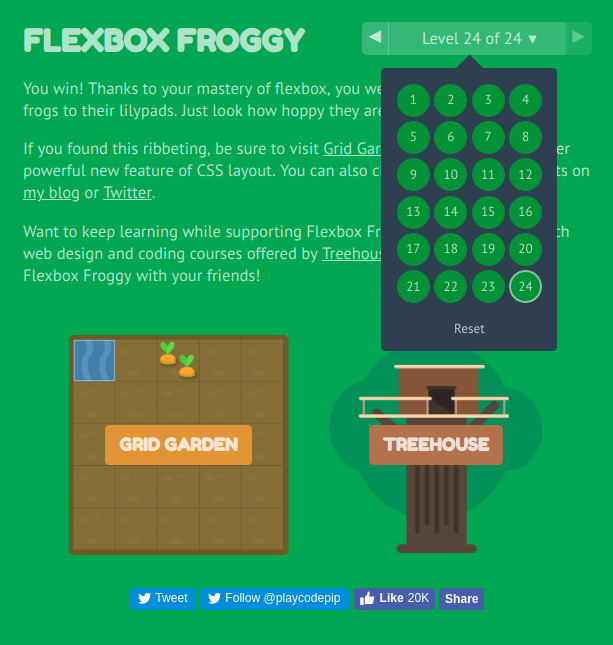 FLEXBOX FROGGY
◀ Level 24 of 24 ▼ ▶
You win! Thanks to your mastery of flexbox, you we
frogs to their lilypads. Just look how hoppy they are
If you found this ribbeting, be sure to visit Grid Gar er
powerful new feature of CSS layout. You can also c ts on
my blog or Twitter.
Want to keep learning while supporting Flexbox Fr ch
web design and coding courses offered by Treehous
Flexbox Froggy with your friends!
1 2 3 4
5 6 7 8
9 10 11 12
13 14 15 16
17 18 19 20
21 22 23 24
Reset
GRID GARDEN
TREEHOUSE
Tweet Follow @playcodepip Like 20K Share